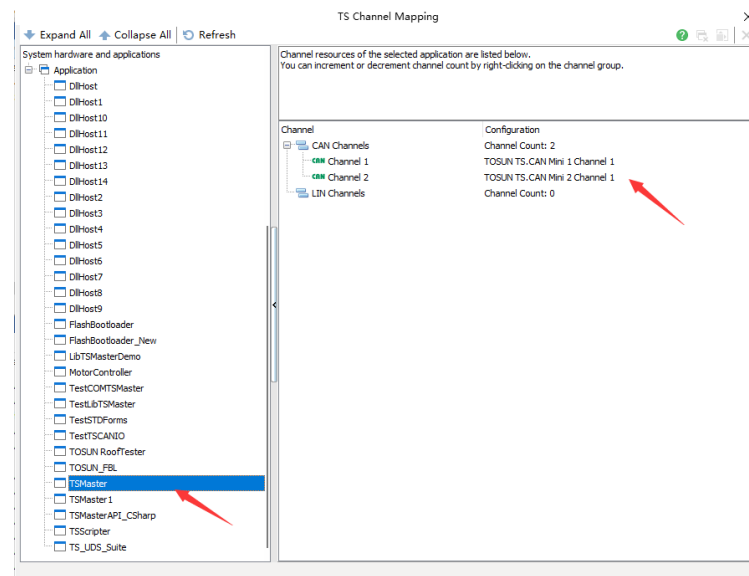 TS Channel Mapping
Expand All Collapse All Refresh
System hardware and applications
Application
DllHost
DllHost1
DllHost10
DllHost11
DllHost12
DllHost13
DllHost14
DllHost2
DllHost3
DllHost4
DllHost5
DllHost6
DllHost7
DllHost8
DllHost9
FlashBootloader
FlashBootloader_New
LibTSMasterDemo
MotorController
TestCOMTSMaster
TestLibTSMaster
TestSTDForms
TestTSCANIO
TOSUN RoofTester
TOSUN_FBL
TSMaster
TSMaster1
TSMasterAPI_CSharp
TSScripter
TS_UDS_Suite
Channel resources of the selected application are listed below.
You can increment or decrement channel count by right-clicking on the channel group.
Channel Configuration
CAN Channels Channel Count: 2
CAN Channel 1 TOSUN TS.CAN Mini 1 Channel 1
CAN Channel 2 TOSUN TS.CAN Mini 2 Channel 1
LIN Channels Channel Count: 0